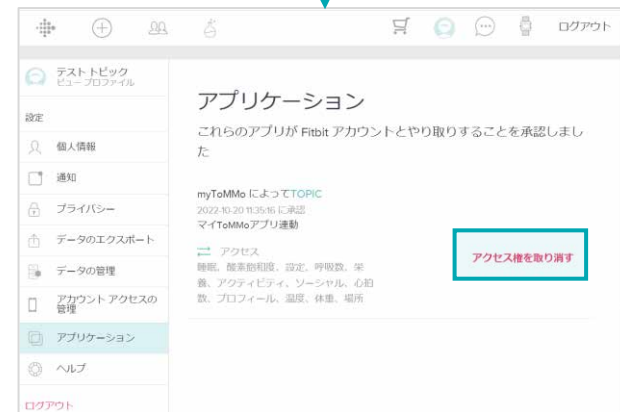 ログアウト
テスト トピック
ビュー プロファイル
設定
個人情報
通知
プライバシー
データのエクスポート
データの管理
アカウント アクセスの
管理
アプリケーション
ヘルプ
ログアウト
アプリケーション
これらのアプリが Fitbit アカウントとやり取りすることを承認しまし
た
myToMMo によってTOPIC
2022-10-20 11:35:16 に承認
マイToMMoアプリ連動
アクセス
睡眠、酸素飽和度、設定、呼吸数、栄
養、アクティビティ、ソーシャル、心拍
数、プロフィール、温度、体重、場所
アクセス権を取り消す